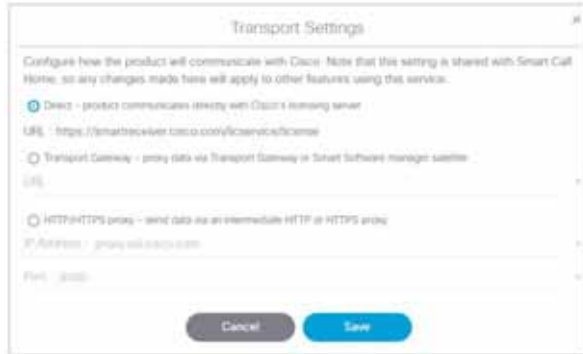 Transport Settings
Configure how the product will communicate with Cisco. Note that this setting is shared with Smart Call
Home, so any changes made here will apply to other features using this service.
Direct - product communicates directly with Cisco's licensing server
URL : https://smartreceiver.cisco.com/licservice/license
Transport Gateway - proxy data via Transport Gateway or Smart Software manager satellite
URL
HTTP/HTTPS proxy - send data via an intermediate HTTP or HTTPS proxy
IP Address :
Port :
Cancel
Save